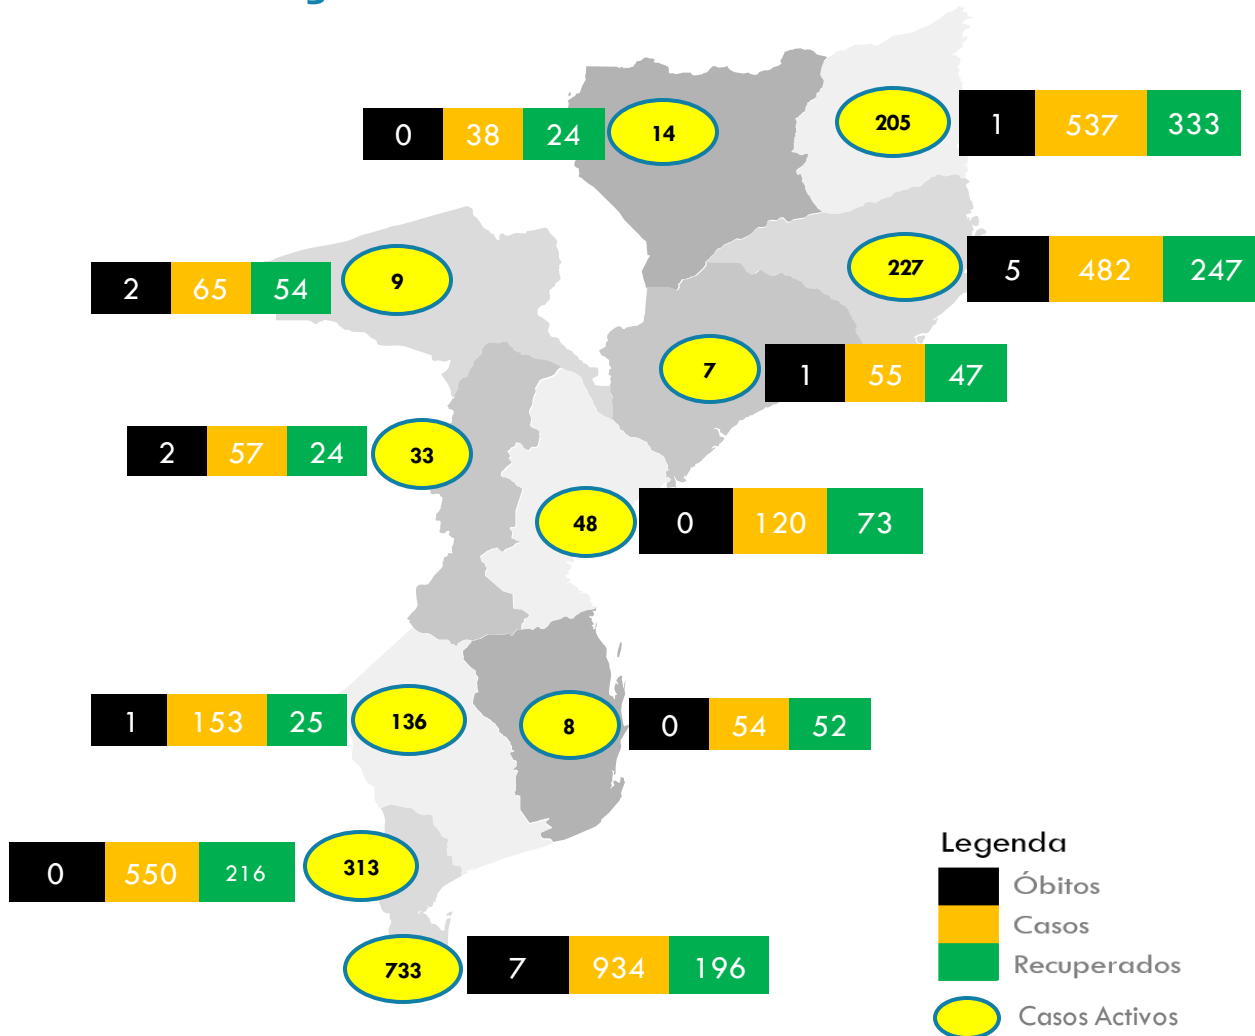 0 38 24 14
205 1 537 333
2 65 54 9
227 5 482 247
7 1 55 47
2 57 24 33
48 0 120 73
1 153 25 136
8 0 54 52
0 550 216 313
733 7 934 196
Legenda
Óbitos
Casos
Recuperados
Casos Activos